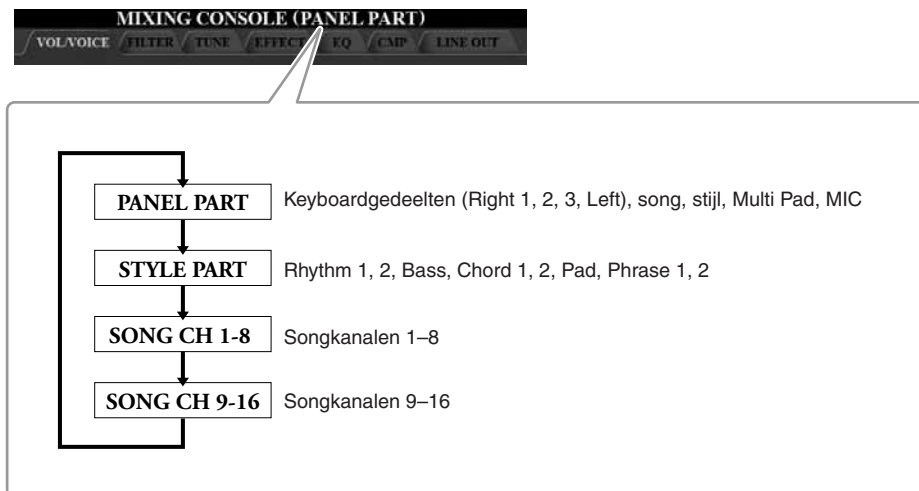 MIXING CONSOLE (PANEL PART)
VOL/VOICE FILTER TUNE EFFECT EQ CMP LINE OUT
PANEL PART Keyboardgedeelten (Right 1, 2, 3, Left), song, stijl, Multi Pad, MIC
STYLE PART Rhythm 1, 2, Bass, Chord 1, 2, Pad, Phrase 1, 2
SONG CH 1-8 Songkanalen 1–8
SONG CH 9-16 Songkanalen 9–16